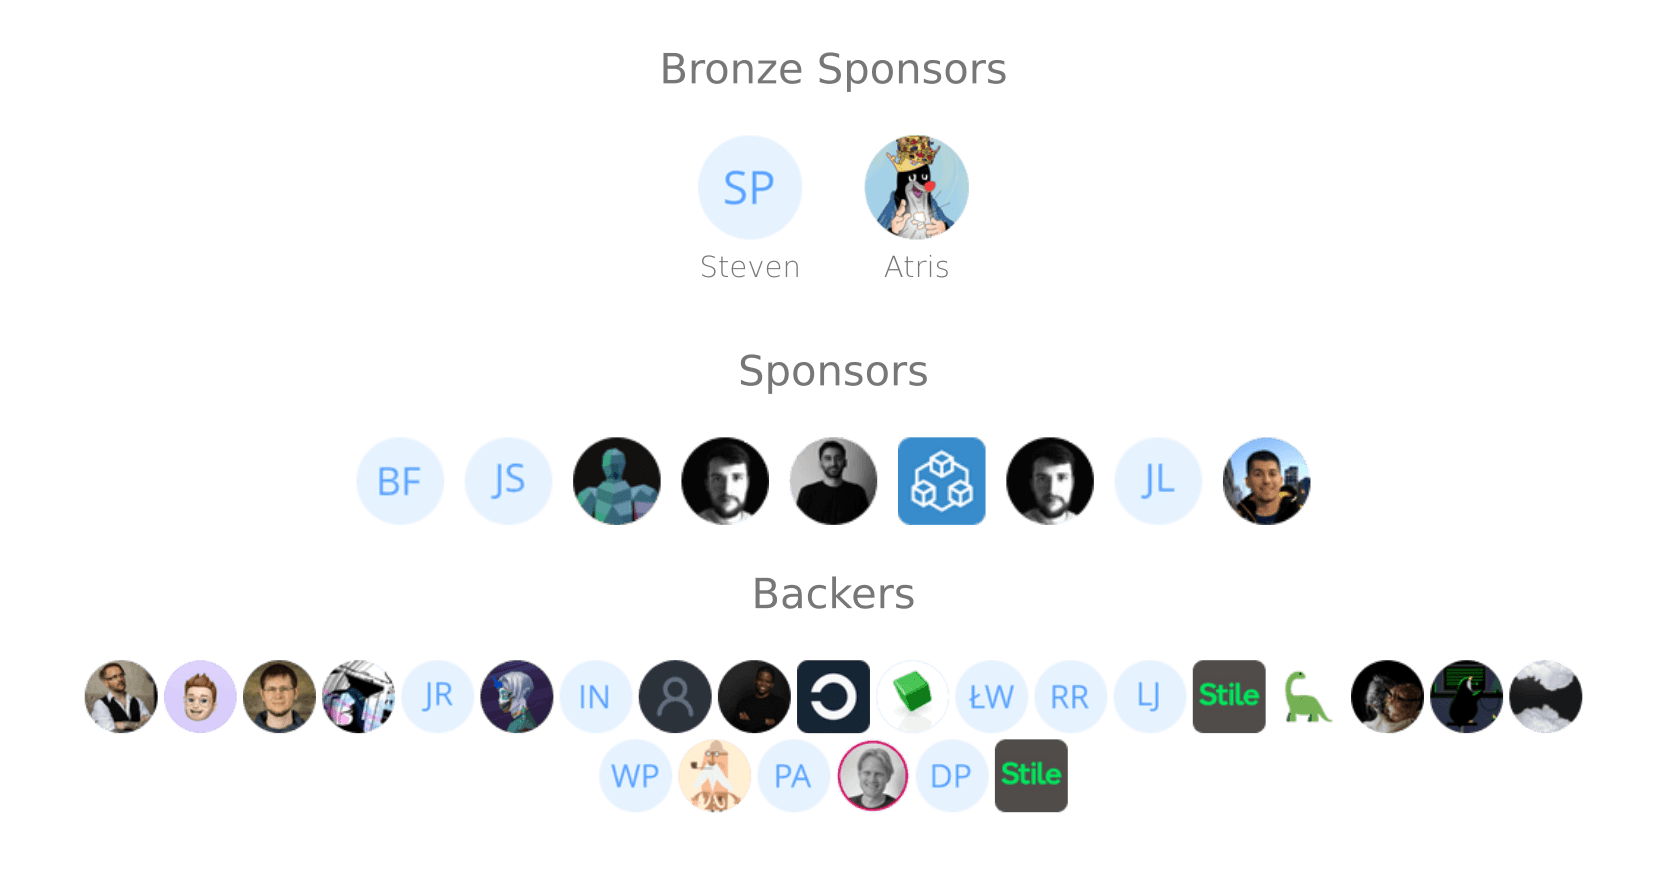 Bronze Sponsors
SP
Steven Atris
Sponsors
BF JS JL
Backers
JR IN ŁW RR LJ Stile
WP PA DP Stile